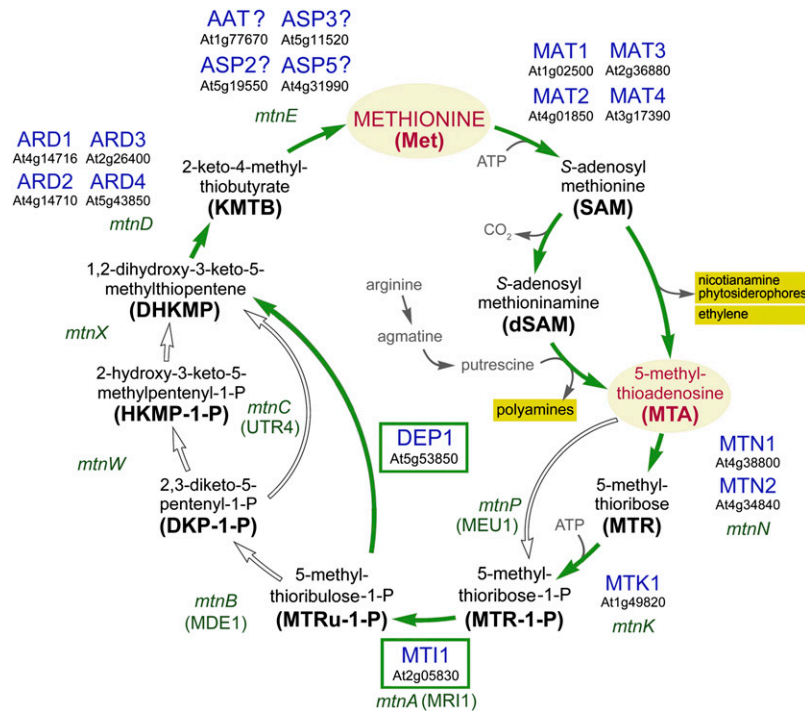 AAT? ASP3?
At1g77670 At5g11520
ASP2? ASP5?
At5g19550 At4g31990
mtnE
MAT1 MAT3
At1g02500 At2g36880
MAT2 MAT4
At4g01850 At3g17390
METHIONINE
(Met)
ATP
ARD1 ARD3
At4g14716 At2g26400
ARD2 ARD4
At4g14710 At5g43850
mtnD
2-keto-4-methyl-
thiobutyrate
(KMTB)
S-adenosyl
methionine
(SAM)
CO2
1,2-dihydroxy-3-keto-5-
methylthiopentene
(DHKMP)
arginine
agmatine
putrescine
S-adenosyl
methioninamine
(dSAM)
nicotianamine
phytosiderophores
ethylene
mtnX
2-hydroxy-3-keto-5-
methylpentenyl-1-P
(HKMP-1-P)
mtnC
(UTR4)
polyamines
5-methyl-
thioadenosine
(MTA)
DEP1
At5g53850
MTN1
At4g38800
MTN2
At4g34840
mtnN
mtnW
2,3-diketo-5-
pentenyl-1-P
(DKP-1-P)
mtnP
(MEU1)
5-methyl-
thioribose
(MTR)
ATP
mtnB
(MDE1)
5-methyl-
thioribulose-1-P
(MTRu-1-P)
5-methyl-
thioribose-1-P
(MTR-1-P)
MTK1
At1g49820
mtnK
MTI1
At2g05830
mtnA (MRI1)